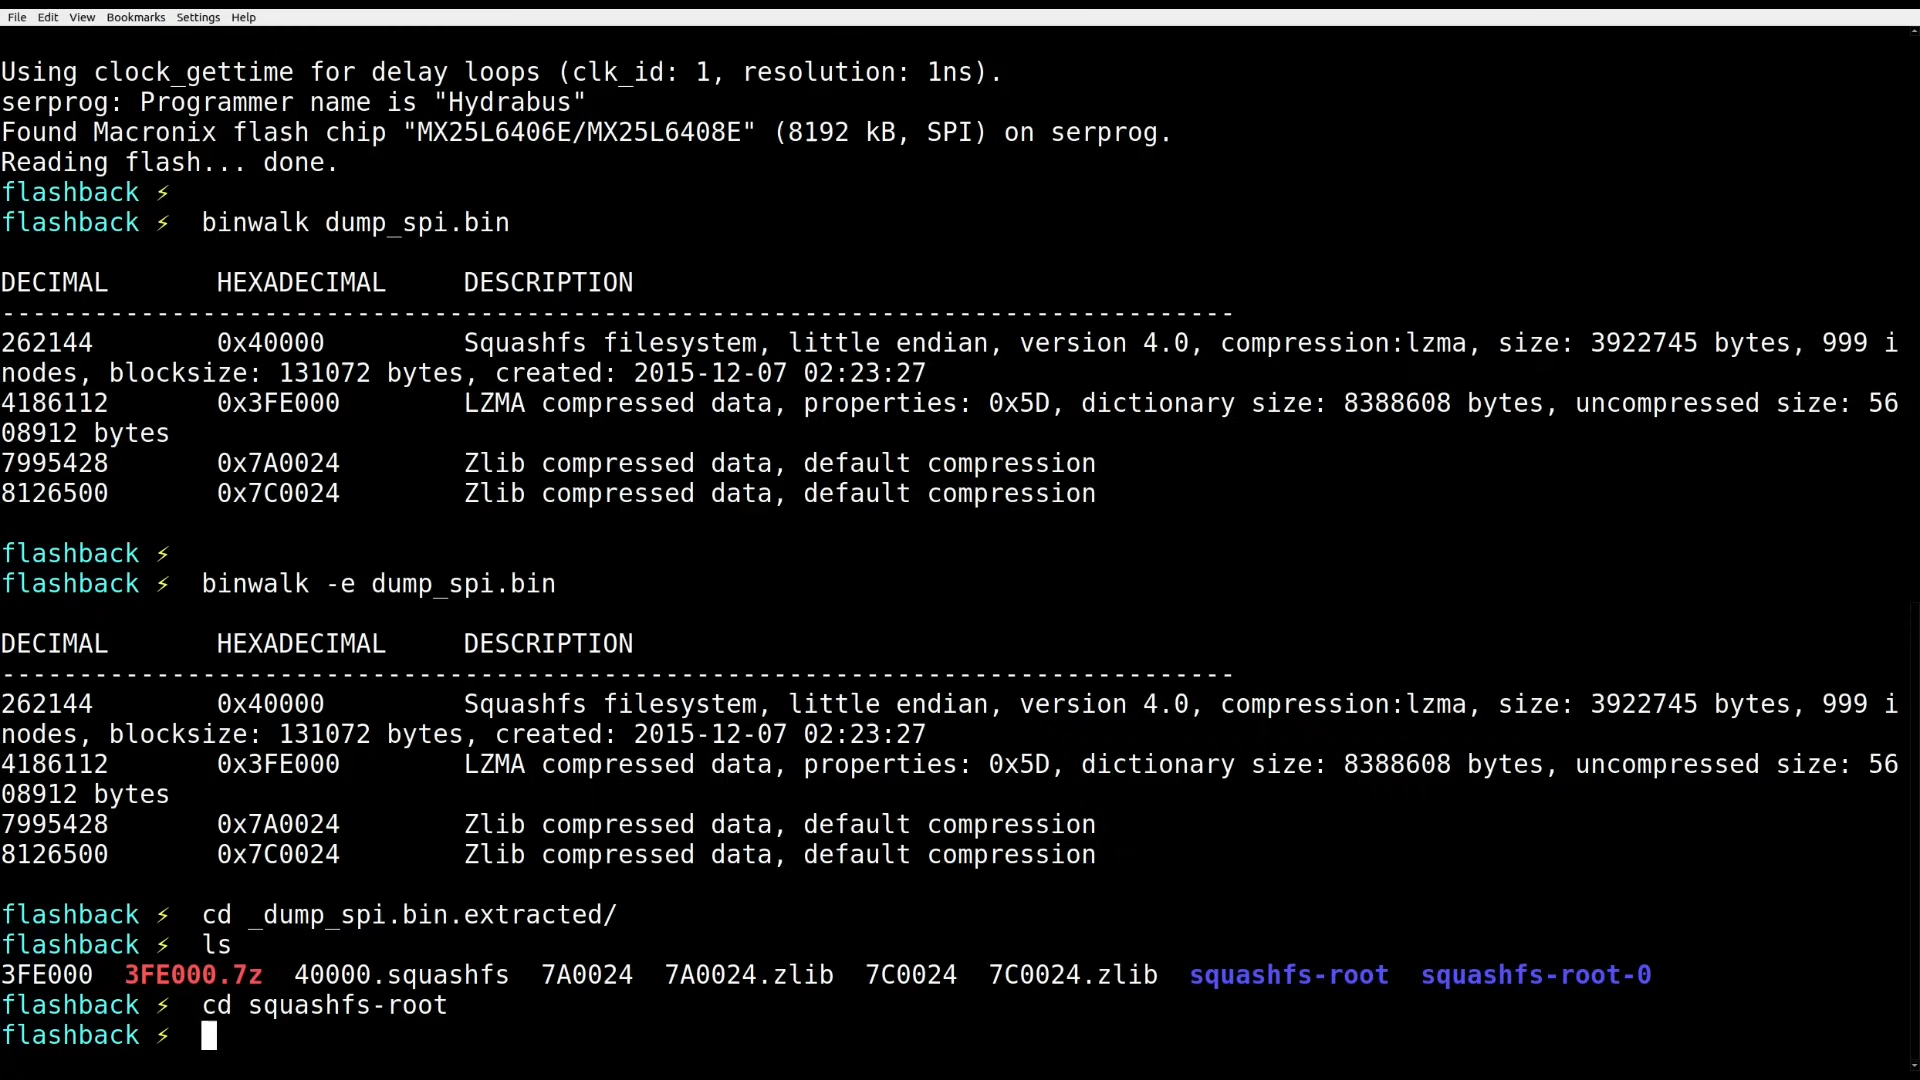 File Edit View Bookmarks Settings Help
Using clock_gettime for delay loops (clk_id: 1, resolution: 1ns).
serprog: Programmer name is "Hydrabus"
Found Macronix flash chip "MX25L6406E/MX25L6408E" (8192 kB, SPI) on serprog.
Reading flash... done.
flashback ⚡
flashback ⚡  binwalk dump_spi.bin
DECIMAL       HEXADECIMAL     DESCRIPTION
--------------------------------------------------------------------------------
262144        0x40000         Squashfs filesystem, little endian, version 4.0, compression:lzma, size: 3922745 bytes, 999 i
nodes, blocksize: 131072 bytes, created: 2015-12-07 02:23:27
4186112       0x3FE000        LZMA compressed data, properties: 0x5D, dictionary size: 8388608 bytes, uncompressed size: 56
08912 bytes
7995428       0x7A0024        Zlib compressed data, default compression
8126500       0x7C0024        Zlib compressed data, default compression
flashback ⚡
flashback ⚡  binwalk -e dump_spi.bin
DECIMAL       HEXADECIMAL     DESCRIPTION
--------------------------------------------------------------------------------
262144        0x40000         Squashfs filesystem, little endian, version 4.0, compression:lzma, size: 3922745 bytes, 999 i
nodes, blocksize: 131072 bytes, created: 2015-12-07 02:23:27
4186112       0x3FE000        LZMA compressed data, properties: 0x5D, dictionary size: 8388608 bytes, uncompressed size: 56
08912 bytes
7995428       0x7A0024        Zlib compressed data, default compression
8126500       0x7C0024        Zlib compressed data, default compression
flashback ⚡  cd _dump_spi.bin.extracted/
flashback ⚡  ls
3FE000  3FE000.7z  40000.squashfs  7A0024  7A0024.zlib  7C0024  7C0024.zlib  squashfs-root  squashfs-root-0
flashback ⚡  cd squashfs-root
flashback ⚡